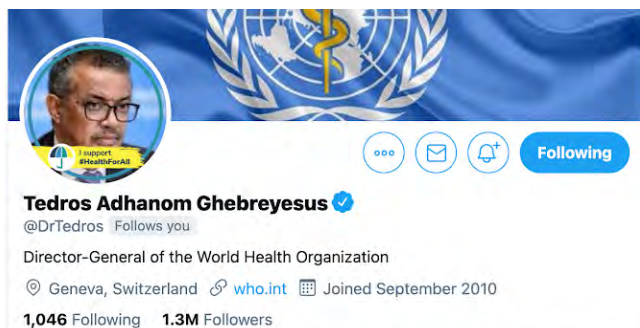 I support
#HealthForAll
Following
Tedros Adhanom Ghebreyesus
@DrTedros Follows you
Director-General of the World Health Organization
Geneva, Switzerland who.int Joined September 2010
1,046 Following 1.3M Followers